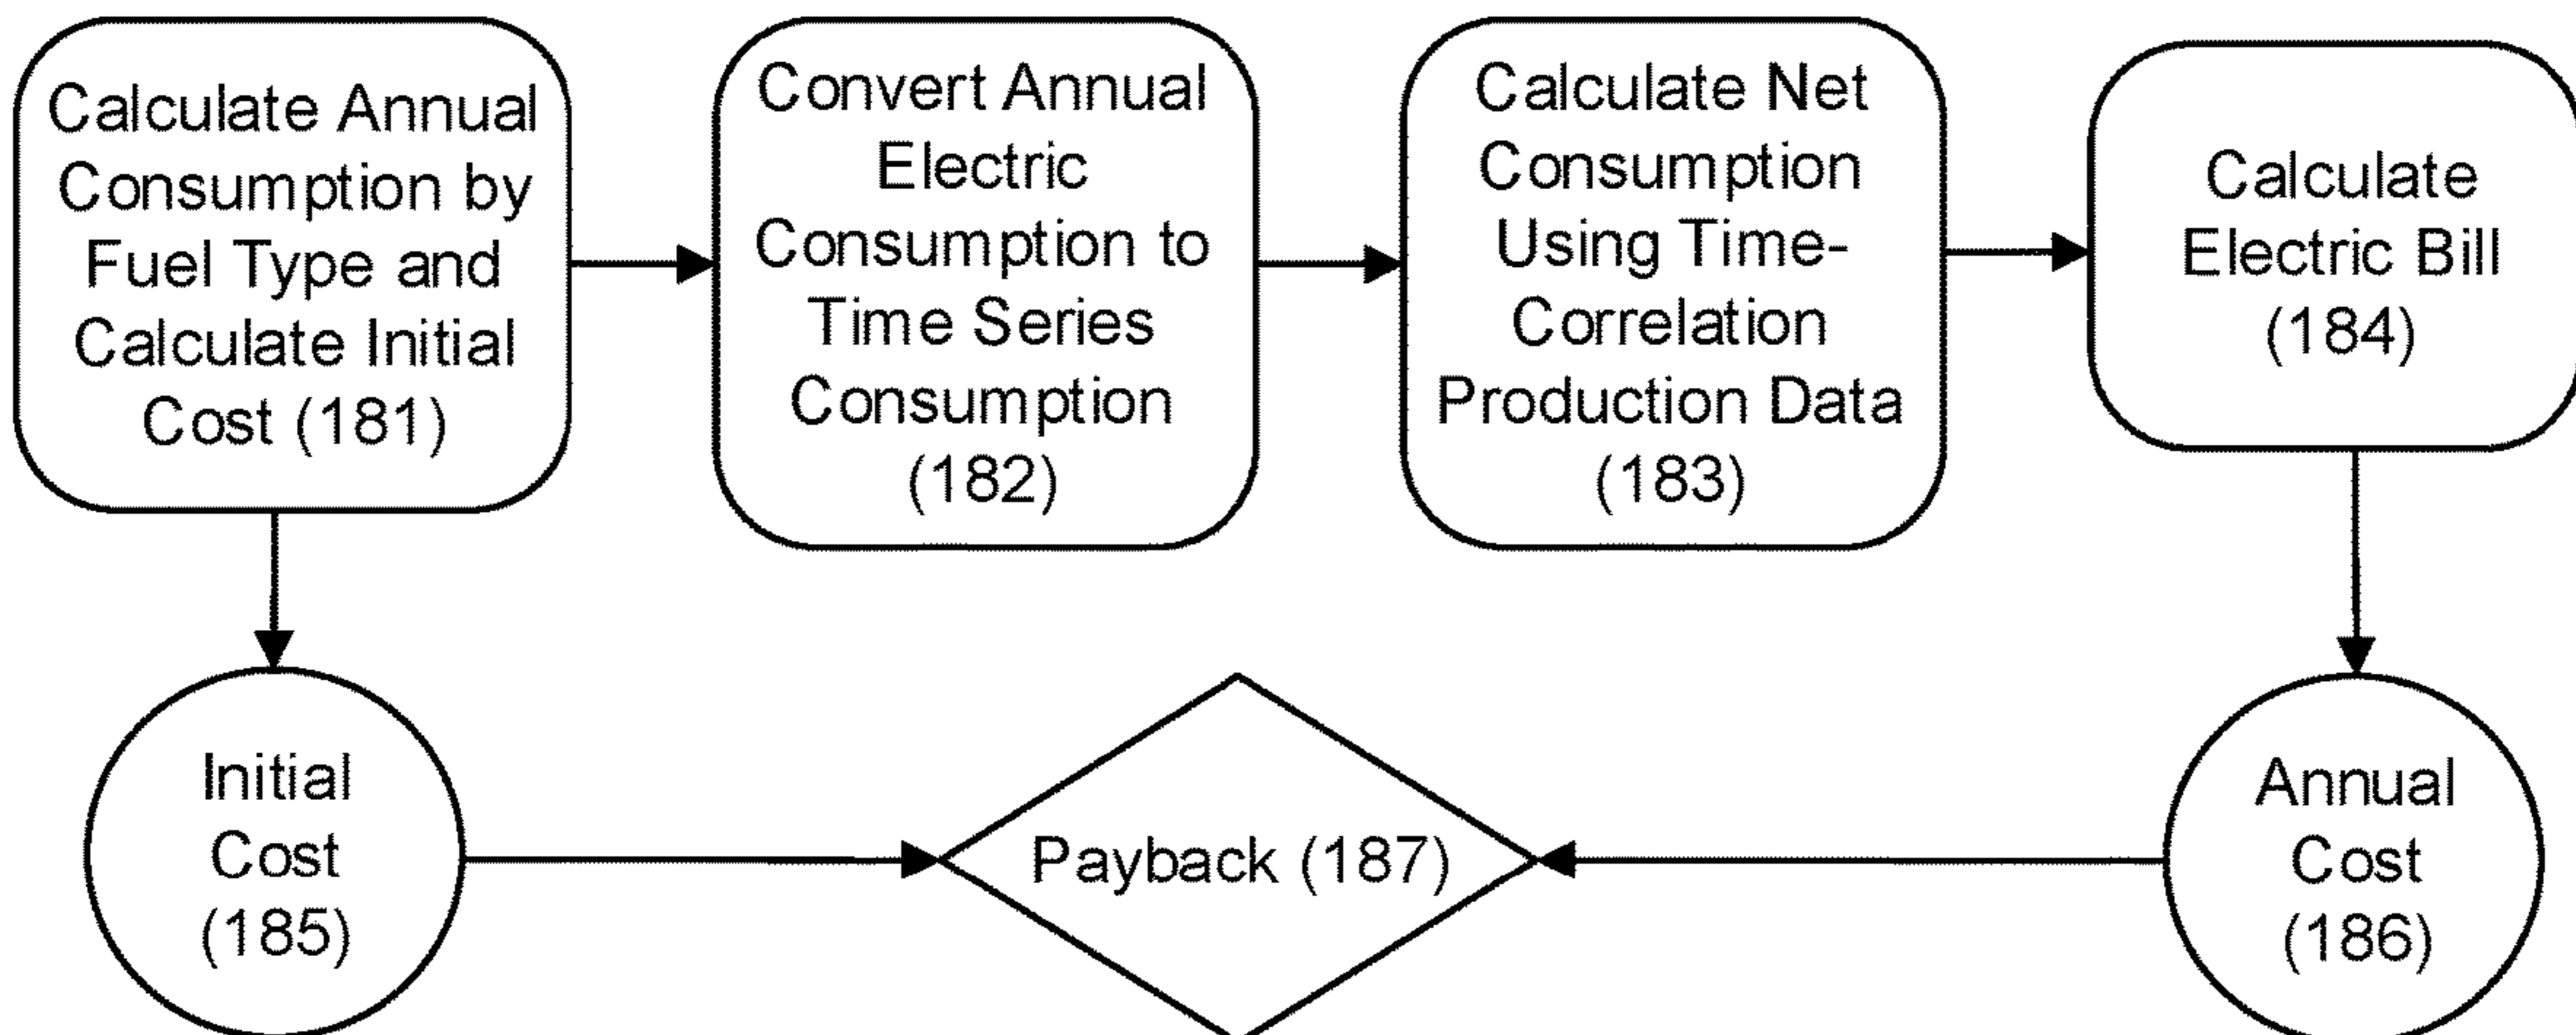 Calculate Annual
Consumption by
Fuel Type and
Calculate Initial
Cost (181)
Convert Annual
Electric
Consumption to
Time Series
Consumption
(182)
Calculate Net
Consumption
Using Time-
Correlation
Production Data
(183)
Calculate
Electric Bill
(184)
Initial
Cost
(185)
Payback (187)
Annual
Cost
(186)